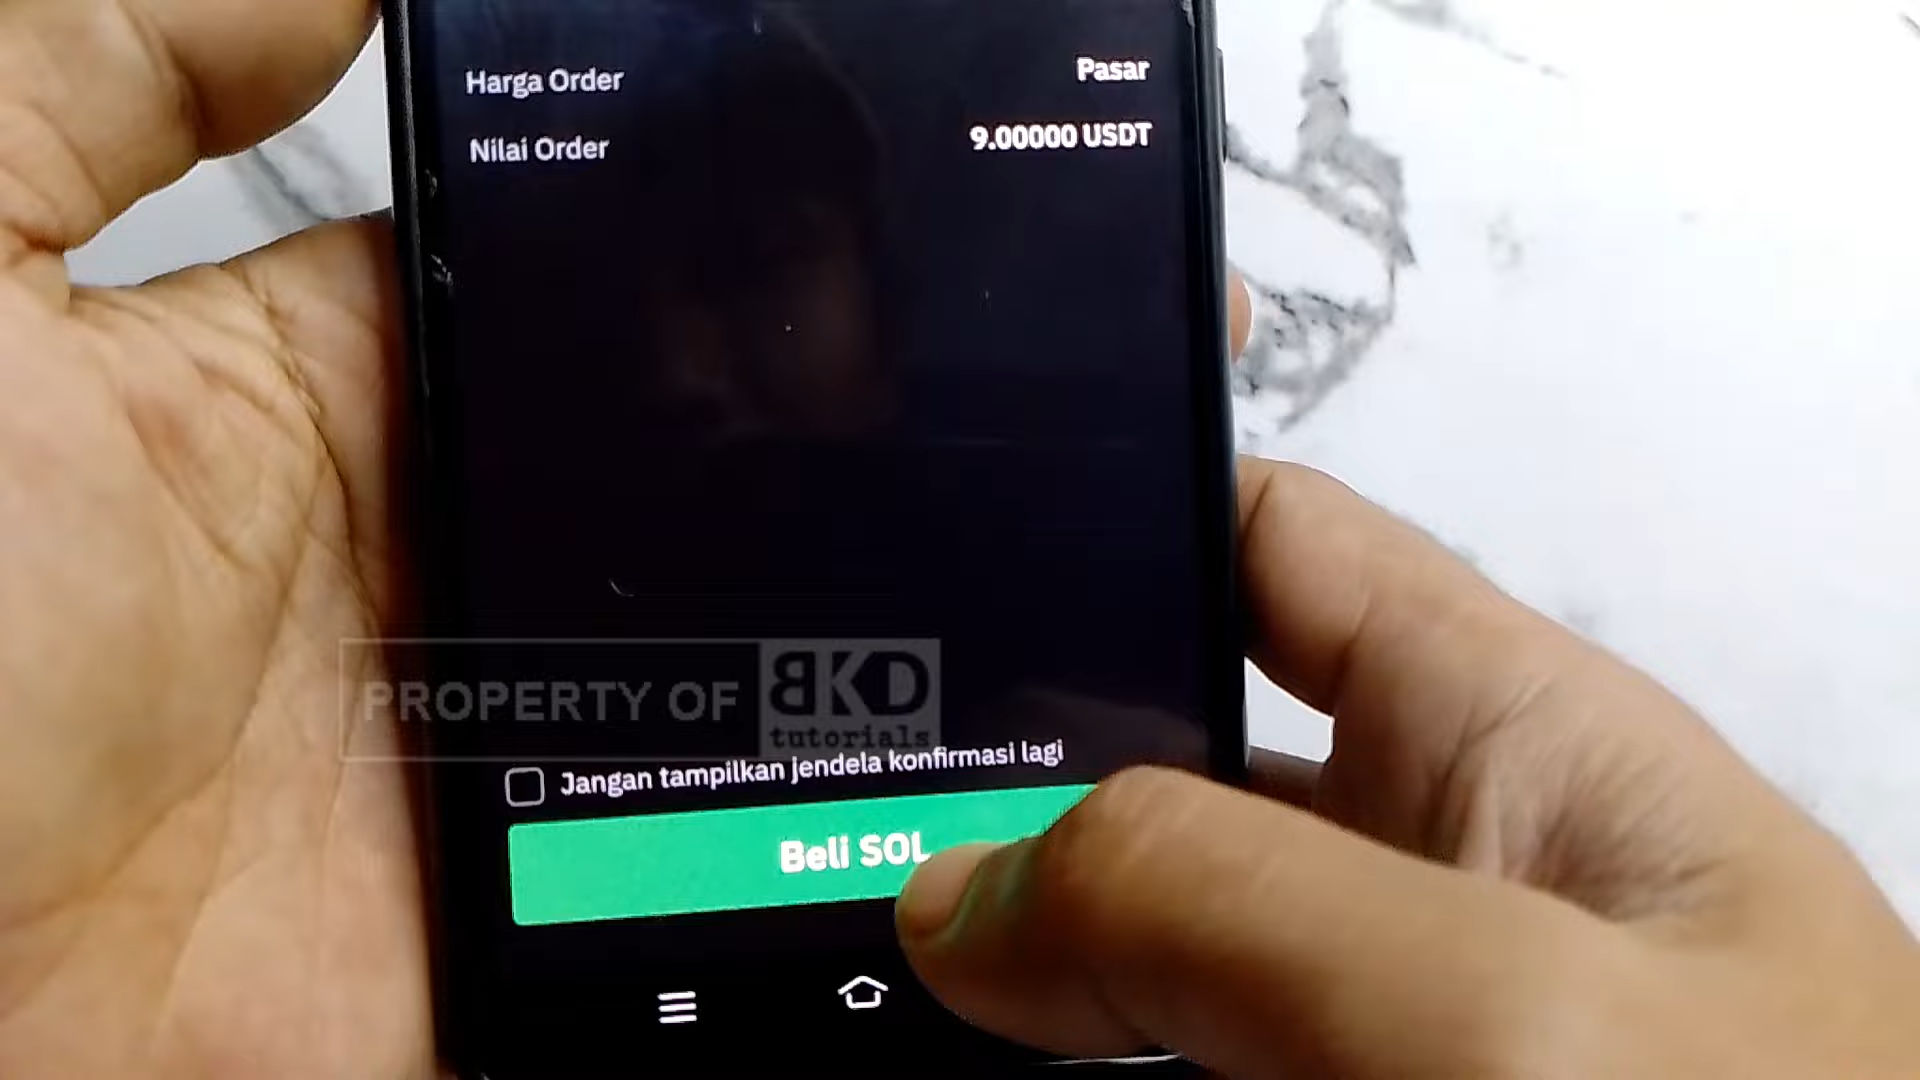 Harga Order
Pasar
Nilai Order
9.00000 USDT
PROPERTY OF BKD
tutorials
Jangan tampilkan jendela konfirmasi lagi
Beli SOL